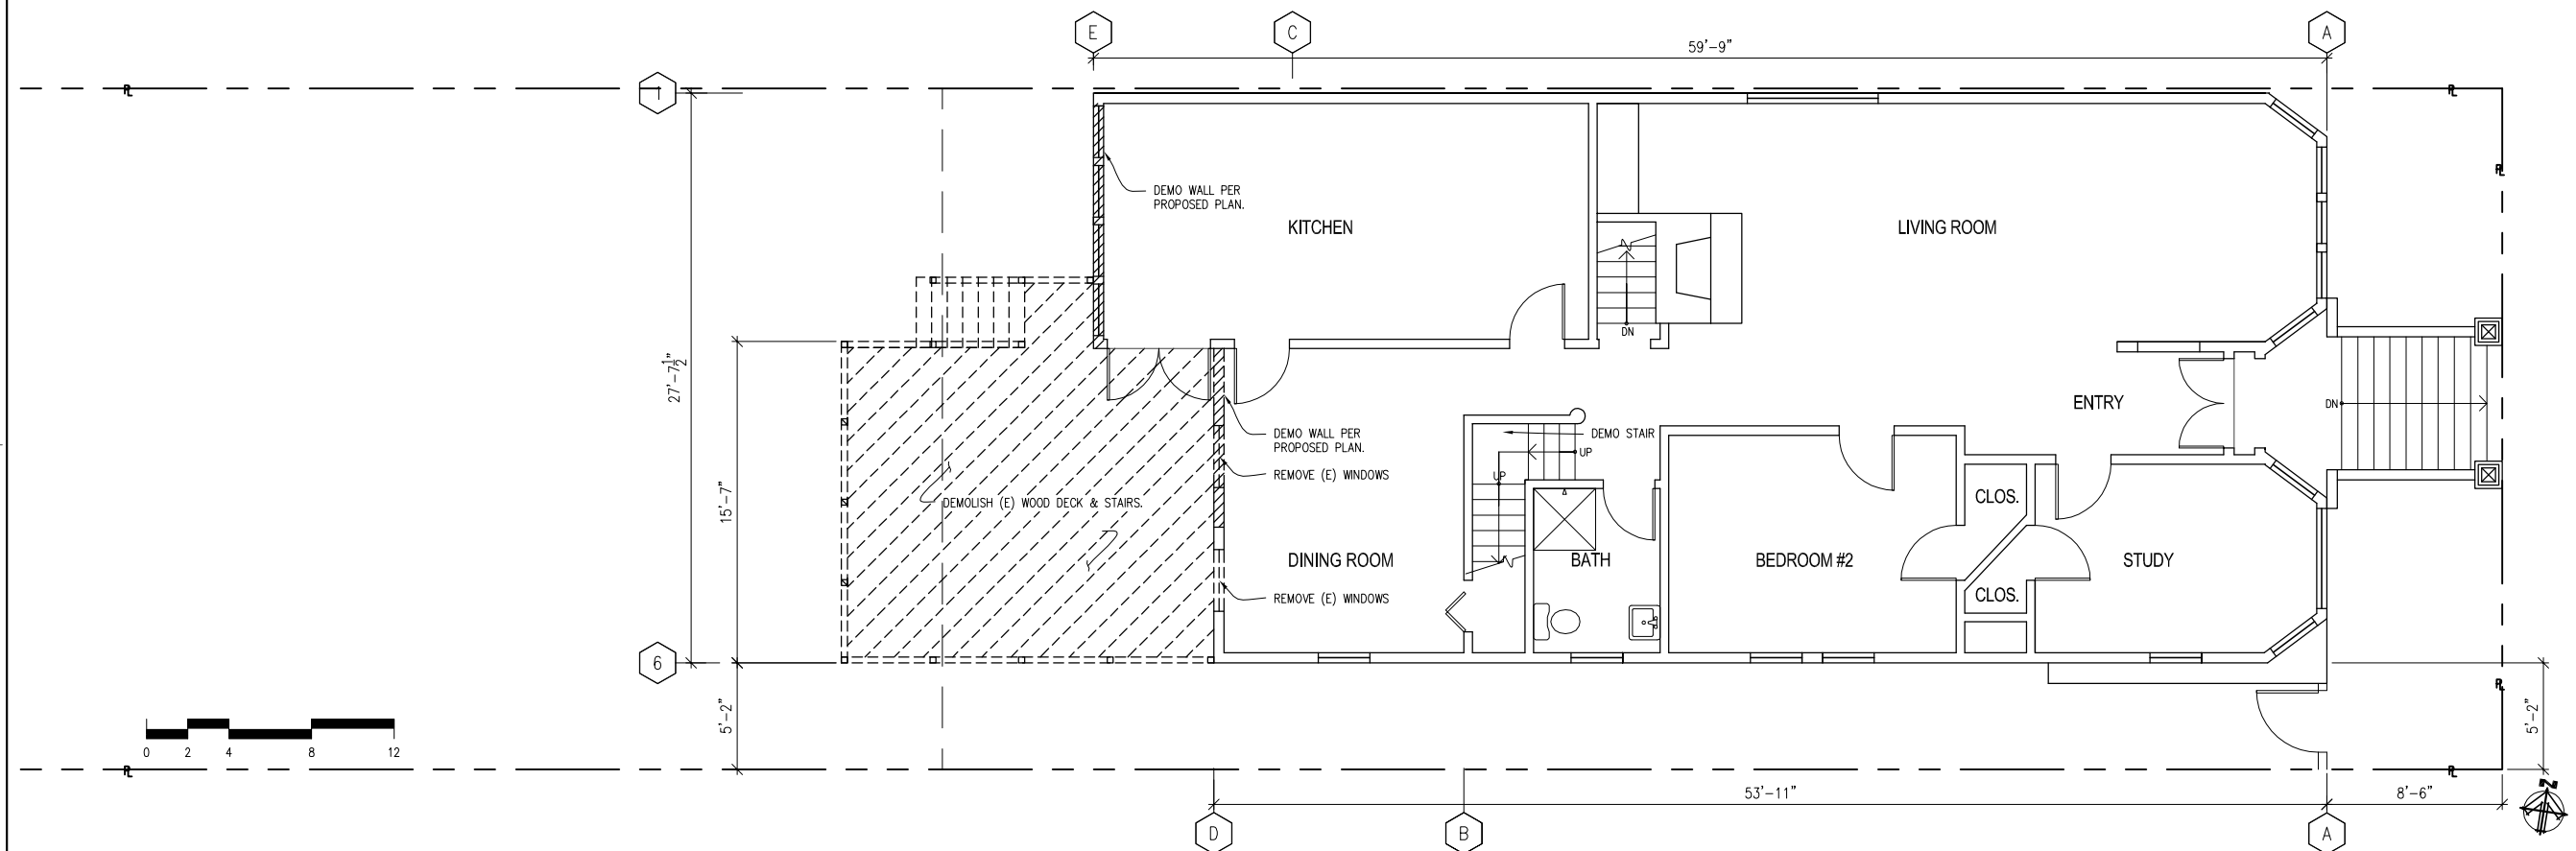 E
C
A
59'-9"
1
PL
PL
PL
DEMO WALL PER
PROPOSED PLAN.
KITCHEN
LIVING ROOM
DN
27'-7 1/2"
15'-7"
ENTRY
DN
DEMO WALL PER
PROPOSED PLAN.
DEMO STAIR
UP
UP
REMOVE (E) WINDOWS
DEMOLISH (E) WOOD DECK & STAIRS.
CLOS.
DINING ROOM
BATH
BEDROOM #2
STUDY
REMOVE (E) WINDOWS
CLOS.
6
5'-2"
5'-2"
PL
0 2 4 8 12
PL
PL
53'-11"
8'-6"
N
D
B
A